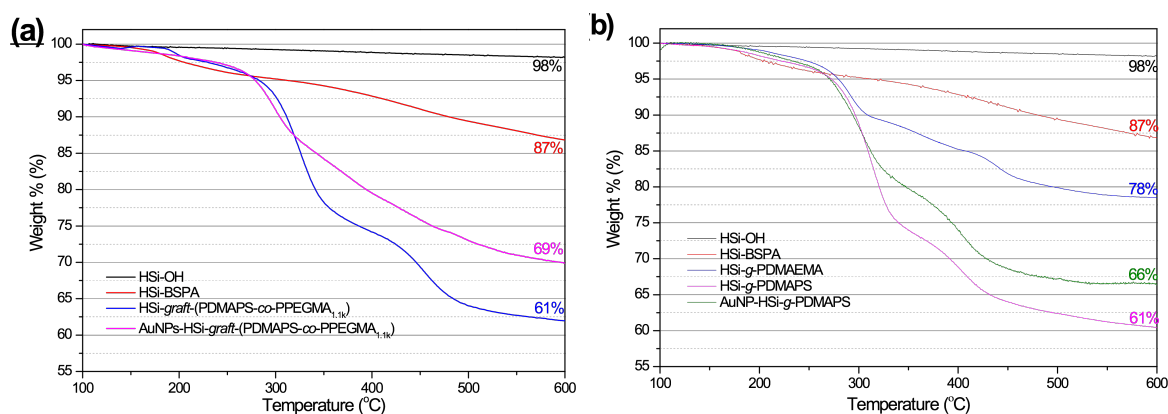 (a)
100
95
90
85
80
75
70
65
60
55
Weight % (%)
98%
87%
69%
61%
HSi-OH
HSi-BSPA
HSi-graft-(PDMAPS-co-PPEGMA1.1k)
AuNPs-HSi-graft-(PDMAPS-co-PPEGMA1.1k)
100 200 300 400 500 600
Temperature (°C)
b)
100
95
90
85
80
75
70
65
60
55
Weight % (%)
98%
87%
78%
66%
61%
HSi-OH
HSi-BSPA
HSi-g-PDMAEMA
HSi-g-PDMAPS
AuNP-HSi-g-PDMAPS
100 200 300 400 500 600
Temperature (°C)